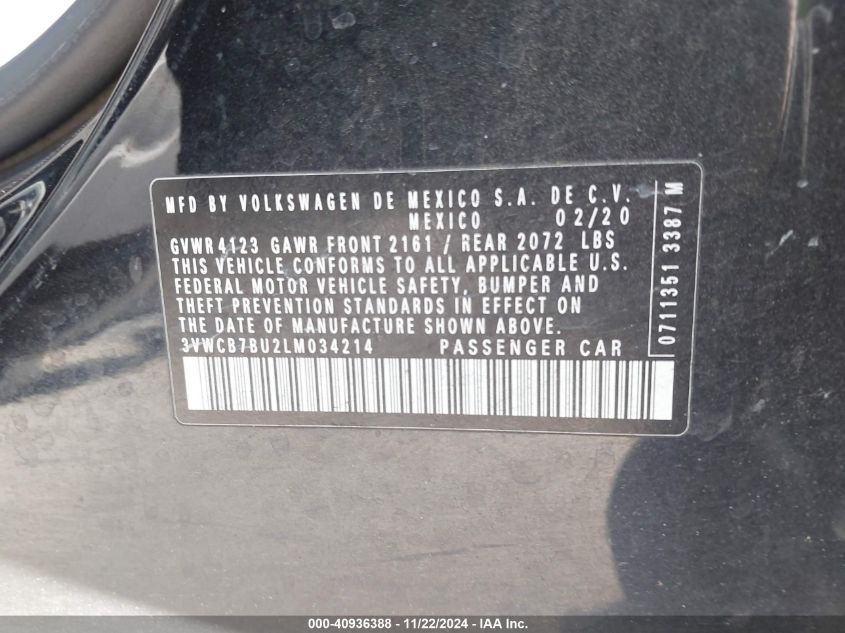 MFD BY VOLKSWAGEN DE MEXICO S.A. DE C.V.
MEXICO 02/20
GVWR 4123 GAWR FRONT 2161 / REAR 2072 LBS
THIS VEHICLE CONFORMS TO ALL APPLICABLE U.S.
FEDERAL MOTOR VEHICLE SAFETY, BUMPER AND
THEFT PREVENTION STANDARDS IN EFFECT ON
THE DATE OF MANUFACTURE SHOWN ABOVE.
3VWCB7BU2LM034214 PASSENGER CAR
0711351 3387 M
000-40936388 - 11/22/2024 - IAA Inc.